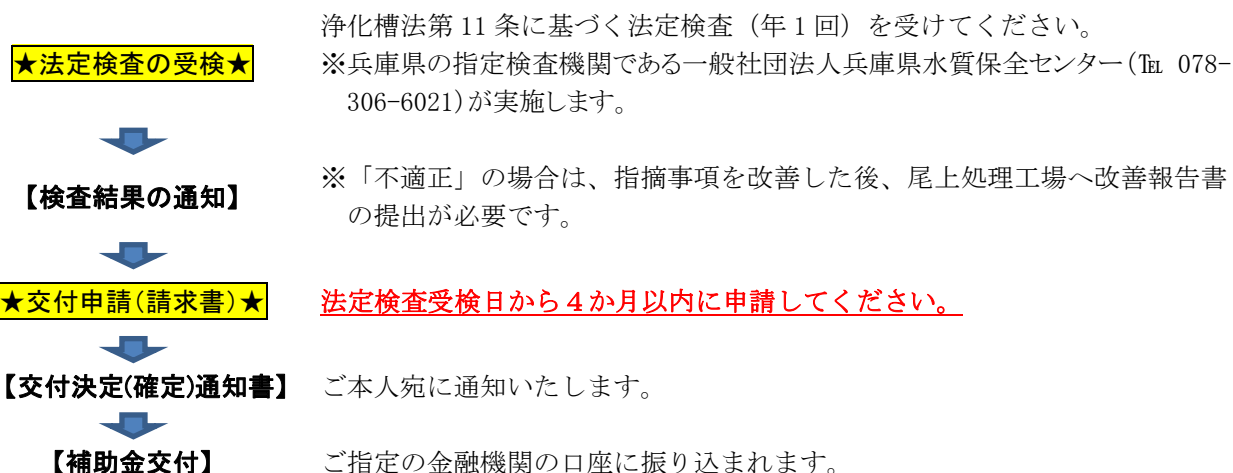 浄化槽法第 11 条に基づく法定検査（年 1 回）を受けてください。
★法定検査の受検★
※兵庫県の指定検査機関である一般社団法人兵庫県水質保全センター（℡ 078-
306-6021）が実施します。
【検査結果の通知】
※「不適正」の場合は、指摘事項を改善した後、尾上処理工場へ改善報告書
の提出が必要です。
★交付申請（請求書）★ 法定検査受検日から４か月以内に申請してください。
【交付決定(確定)通知書】 ご本人宛に通知いたします。
【補助金交付】 ご指定の金融機関の口座に振り込まれます。